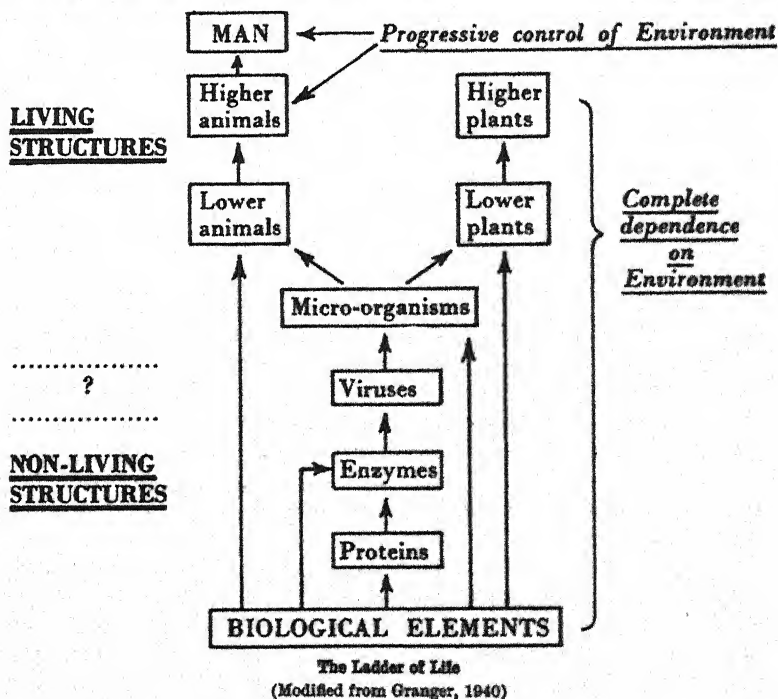 MAN
Progressive control of Environment
LIVING
STRUCTURES
Higher
animals
Higher
plants
Lower
animals
Lower
plants
Complete
dependence
on
Environment
Micro-organisms
...............
?
...............
Viruses
NON-LIVING
STRUCTURES
Enzymes
Proteins
BIOLOGICAL ELEMENTS
The Ladder of Life
(Modified from Granger, 1940)